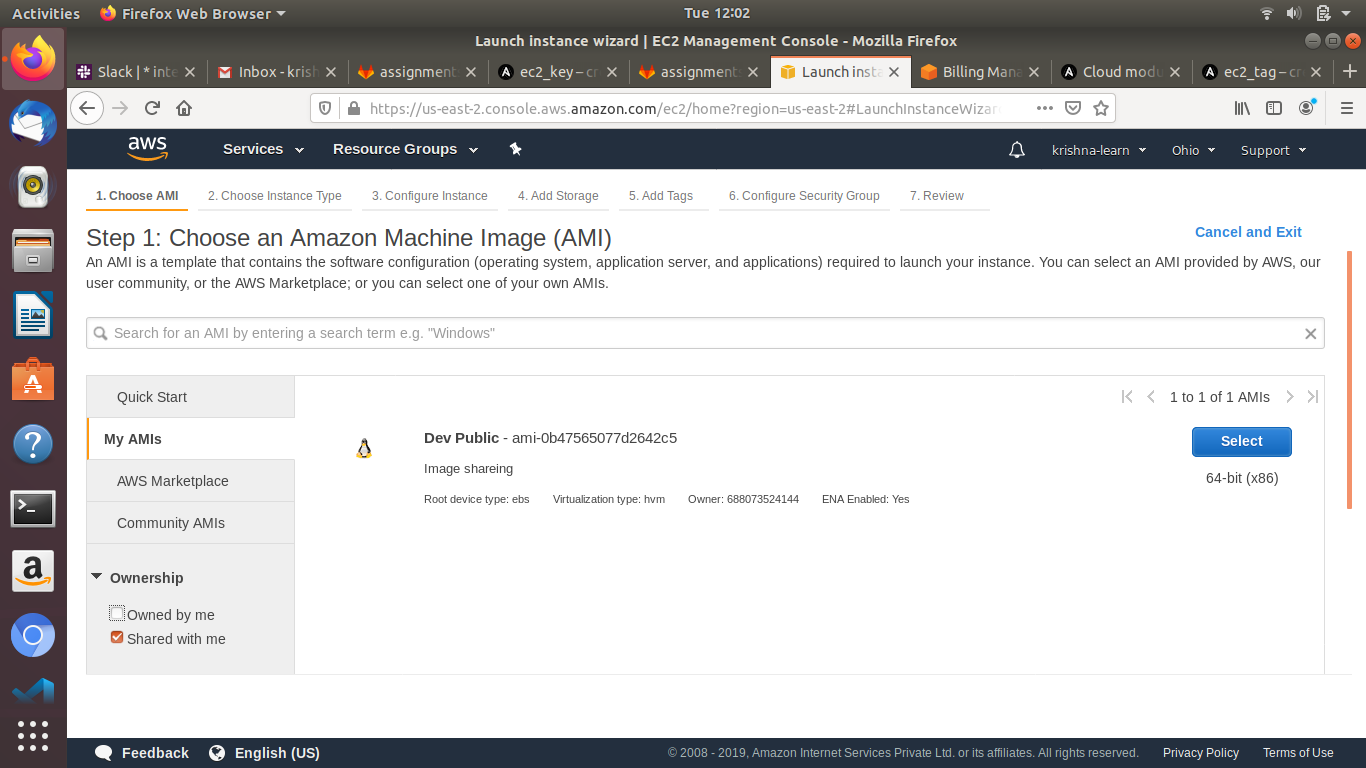 Activities Firefox Web Browser Tue 12:02
Launch instance wizard | EC2 Management Console - Mozilla Firefox
Slack | * inte Inbox - krish assignment ec2_key – cr assignment Launch insta Billing Mana Cloud modu ec2_tag – cre
https://us-east-2.console.aws.amazon.com/ec2/home?region=us-east-2#LaunchInstanceWizar
aws Services Resource Groups krishna-learn Ohio Support
1. Choose AMI 2. Choose Instance Type 3. Configure Instance 4. Add Storage 5. Add Tags 6. Configure Security Group 7. Review
Step 1: Choose an Amazon Machine Image (AMI)
Cancel and Exit
An AMI is a template that contains the software configuration (operating system, application server, and applications) required to launch your instance. You can select an AMI provided by AWS, our
user community, or the AWS Marketplace; or you can select one of your own AMIs.
Search for an AMI by entering a search term e.g. "Windows"
Quick Start
1 to 1 of 1 AMIs
My AMIs
Dev Public - ami-0b47565077d2642c5
Select
Image shareing
64-bit (x86)
AWS Marketplace
Root device type: ebs Virtualization type: hvm Owner: 688073524144 ENA Enabled: Yes
Community AMIs
Ownership
Owned by me
Shared with me
Feedback English (US) © 2008 - 2019, Amazon Internet Services Private Ltd. or its affiliates. All rights reserved. Privacy Policy Terms of Use